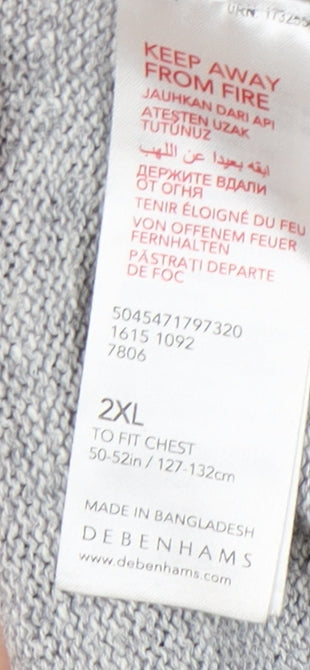 KEEP AWAY
FROM FIRE
JAUHKAN DARI API
ATEŞTEN UZAK
TUTUNUZ
ابقه بعيدا عن اللهب
ДЕРЖИТЕ ВДАЛИ
ОТ ОГНЯ
TENIR ÉLOIGNÉ DU FEU
VON OFFENEM FEUER
FERNHALTEN
PĂSTRAȚI DEPARTE
DE FOC
5045471797320
1615 1092
7806
2XL
TO FIT CHEST
50-52in / 127-132cm
MADE IN BANGLADESH
DEBENHAMS
www.debenhams.com